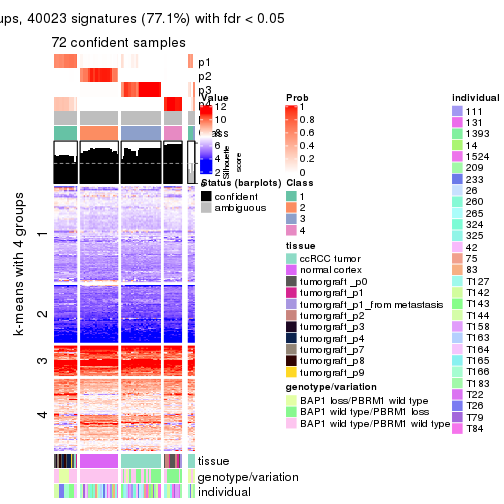 ups, 40023 signatures (77.1%) with fdr < 0.05
72 confident samples
p1
p2
p3
p4
Value
12
10
8
6
4
2
Class
Silhouette
score
Status (barplots)
confident
ambiguous
Prob
1
0.8
0.6
0.4
0.2
0
Class
1
2
3
4
tissue
ccRCC tumor
normal cortex
tumorgraft _p0
tumorgraft_p1
tumorgraft_p1_from metastasis
tumorgraft_p2
tumorgraft_p3
tumorgraft_p4
tumorgraft_p7
tumorgraft_p8
tumorgraft_p9
genotype/variation
BAP1 loss/PBRM1 wild type
BAP1 wild type/PBRM1 loss
BAP1 wild type/PBRM1 wild type
individual
111
131
1393
14
1524
209
233
26
260
265
324
325
42
75
83
T127
T142
T143
T144
T158
T163
T164
T165
T166
T183
T22
T26
T79
T84
k-means with 4 groups
1
2
3
4
tissue
genotype/variation
individual